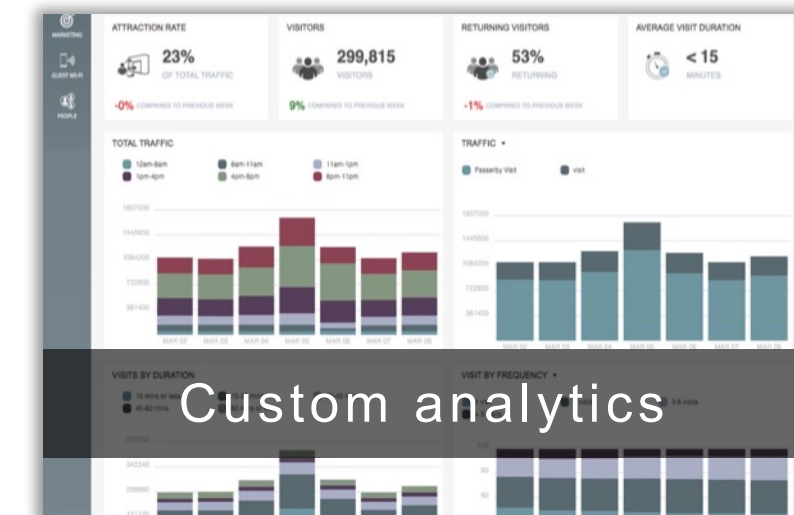 MARKETING
GUEST WI-FI
PEOPLE
ATTRACTION RATE
23%
OF TOTAL TRAFFIC
-0% COMPARED TO PREVIOUS WEEK
VISITORS
299,815
VISITORS
9% COMPARED TO PREVIOUS WEEK
RETURNING VISITORS
53%
RETURNING
-1% COMPARED TO PREVIOUS WEEK
AVERAGE VISIT DURATION
< 15
MINUTES
TOTAL TRAFFIC
12am-8am 8am-11am 11am-1pm
1pm-4pm 4pm-8pm 8pm-11pm
1807000
1445600
1084200
722800
361400
MAR 02 MAR 03 MAR 04 MAR 05 MAR 06 MAR 07 MAR 08
TRAFFIC
Passerby Visit visit
1807000
1445600
1084200
722800
361400
MAR 02 MAR 03 MAR 04 MAR 05 MAR 06 MAR 07 MAR 08
VISITS BY DURATION
15 mins or less
45-60 mins
VISIT BY FREQUENCY
3-5 visits
Custom analytics
342240
256680
171120
100
80
60